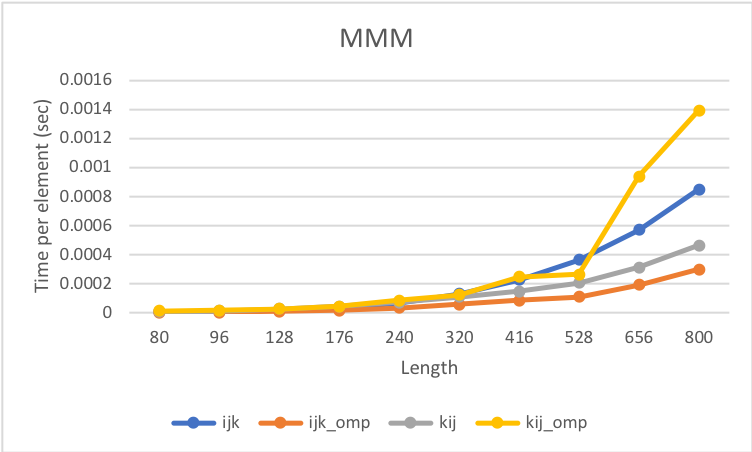 MMM
Time per element (sec)
0.0016
0.0014
0.0012
0.001
0.0008
0.0006
0.0004
0.0002
0
80 96 128 176 240 320 416 528 656 800
Length
ijk ijk_omp kij kij_omp